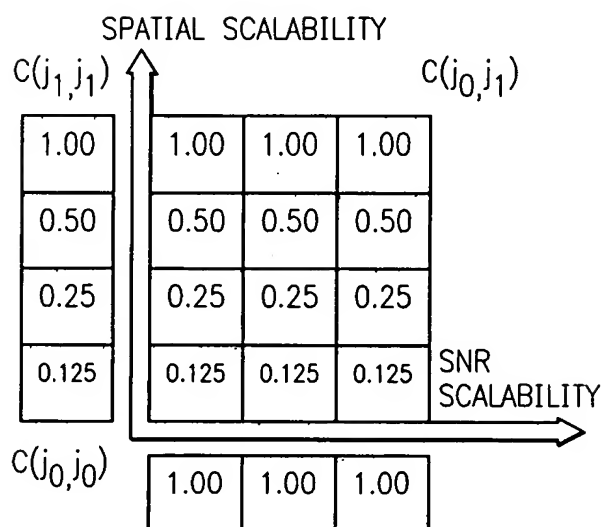 SPATIAL SCALABILITY
C(j₁,j₁) C(j₀,j₁)
1.00 1.00 1.00 1.00
0.50 0.50 0.50 0.50
0.25 0.25 0.25 0.25
0.125 0.125 0.125 0.125
SNR
SCALABILITY
C(j₀,j₀)
1.00 1.00 1.00